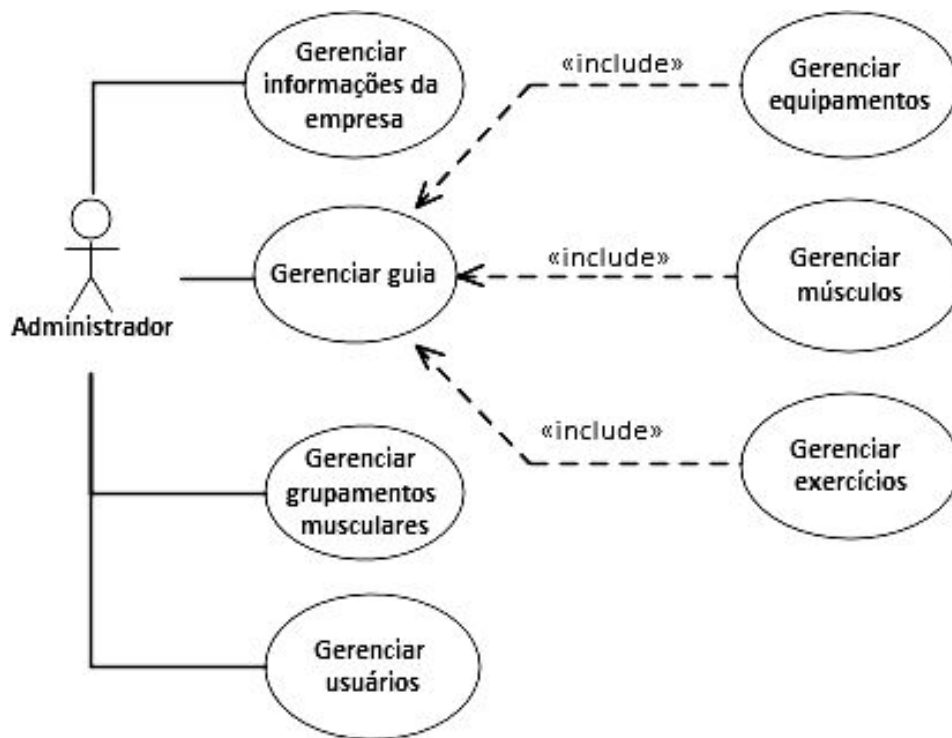 Gerenciar
informações da
empresa
«include»
Gerenciar
equipamentos
Administrador
Gerenciar guia
«include»
Gerenciar
músculos
«include»
Gerenciar
exercícios
Gerenciar
grupamentos
musculares
Gerenciar
usuários